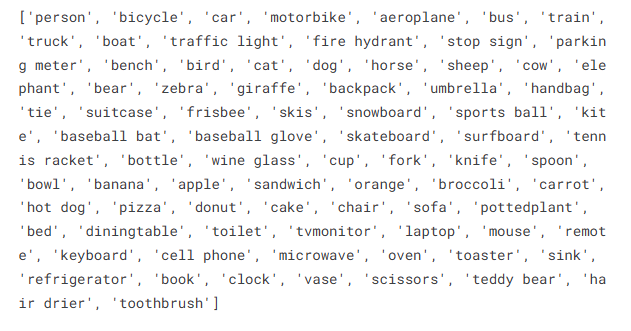 ['person', 'bicycle', 'car', 'motorbike', 'aeroplane', 'bus', 'train',
'truck', 'boat', 'traffic light', 'fire hydrant', 'stop sign', 'parkin
g meter', 'bench', 'bird', 'cat', 'dog', 'horse', 'sheep', 'cow', 'ele
phant', 'bear', 'zebra', 'giraffe', 'backpack', 'umbrella', 'handbag',
'tie', 'suitcase', 'frisbee', 'skis', 'snowboard', 'sports ball', 'kit
e', 'baseball bat', 'baseball glove', 'skateboard', 'surfboard', 'tenn
is racket', 'bottle', 'wine glass', 'cup', 'fork', 'knife', 'spoon',
'bowl', 'banana', 'apple', 'sandwich', 'orange', 'broccoli', 'carrot',
'hot dog', 'pizza', 'donut', 'cake', 'chair', 'sofa', 'pottedplant',
'bed', 'diningtable', 'toilet', 'tvmonitor', 'laptop', 'mouse', 'remot
e', 'keyboard', 'cell phone', 'microwave', 'oven', 'toaster', 'sink',
'refrigerator', 'book', 'clock', 'vase', 'scissors', 'teddy bear', 'ha
ir drier', 'toothbrush']